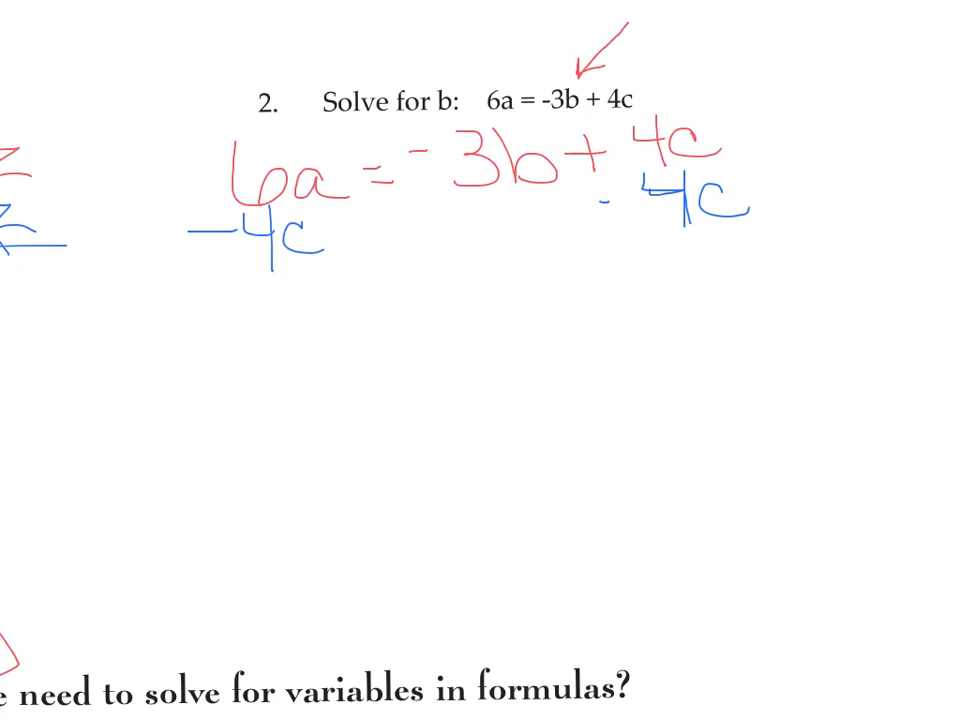 2. Solve for b: 6a = -3b + 4c
6a = -3b + 4c
-4c - 4c
need to solve for variables in formulas?